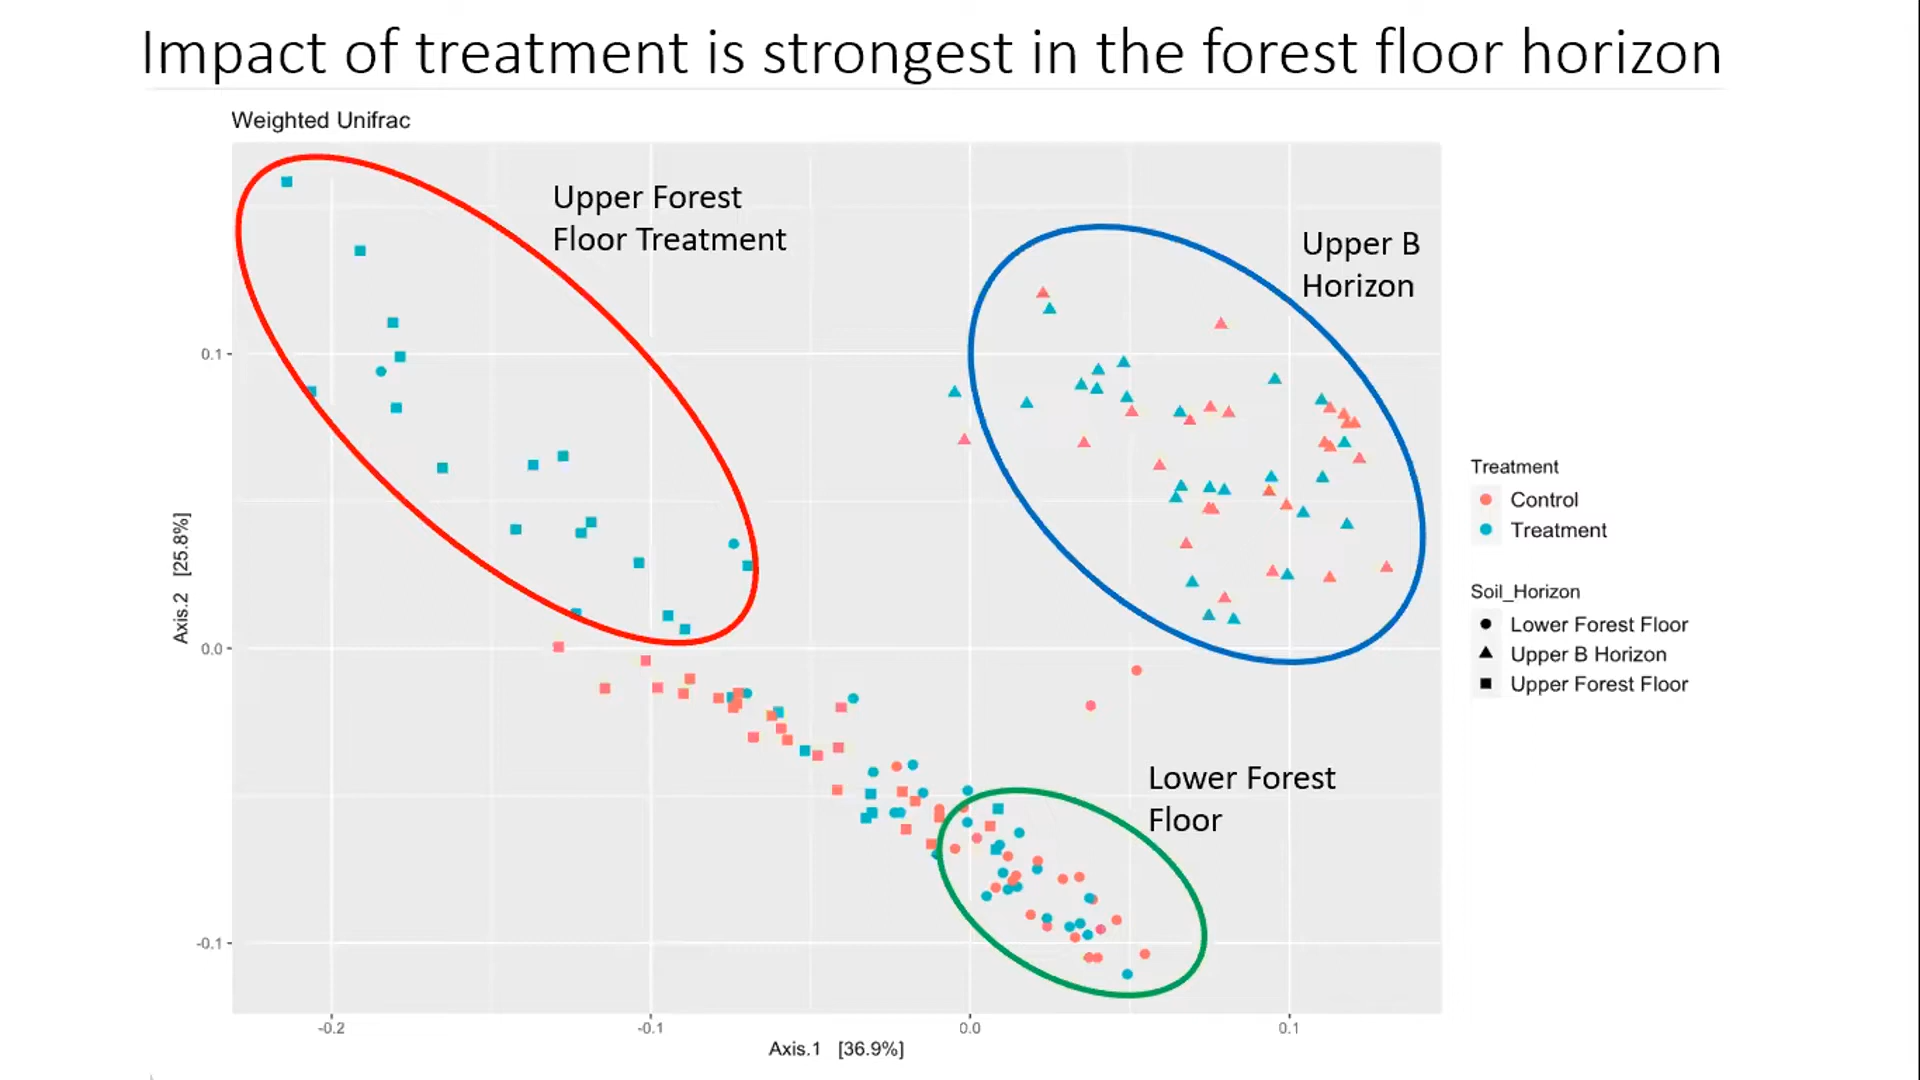 Impact of treatment is strongest in the forest floor horizon
Weighted Unifrac
Upper Forest
Floor Treatment
Upper B
Horizon
Lower Forest
Floor
0.1
0.0
-0.1
Axis.2 [25.8%]
-0.2
-0.1
0.0
0.1
Axis.1 [36.9%]
Treatment
Control
Treatment
Soil_Horizon
Lower Forest Floor
Upper B Horizon
Upper Forest Floor